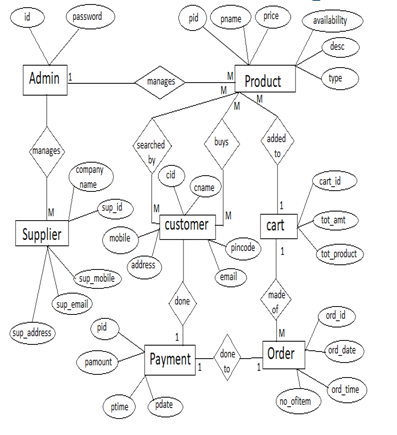 id
password
pid
pname
price
availability
desc
type
Admin
1
manages
M
Product
M
M
M
manages
searched
by
buys
added
to
company
name
cid
cname
cart_id
sup_id
M
M
M
1
Supplier
customer
cart
tot_amt
mobile
pincode
1
tot_product
address
email
sup_mobile
sup_email
done
made
of
ord_id
sup_address
pid
1
M
ord_date
pamount
Payment
1
done
to
1
Order
ord_time
ptime
pdate
no_ofitem